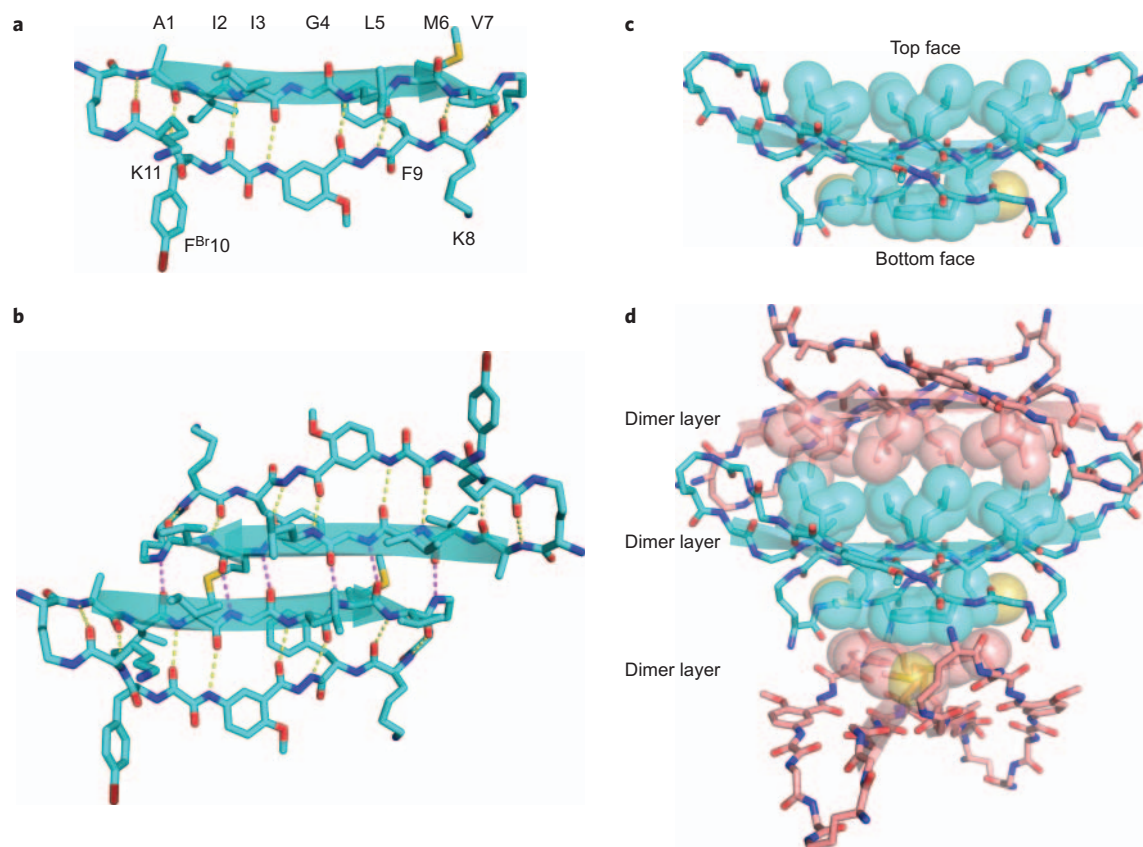 a
A1 I2 I3 G4 L5 M6 V7
K11
F9
FBr10
K8
b
c
Top face
Bottom face
d
Dimer layer
Dimer layer
Dimer layer